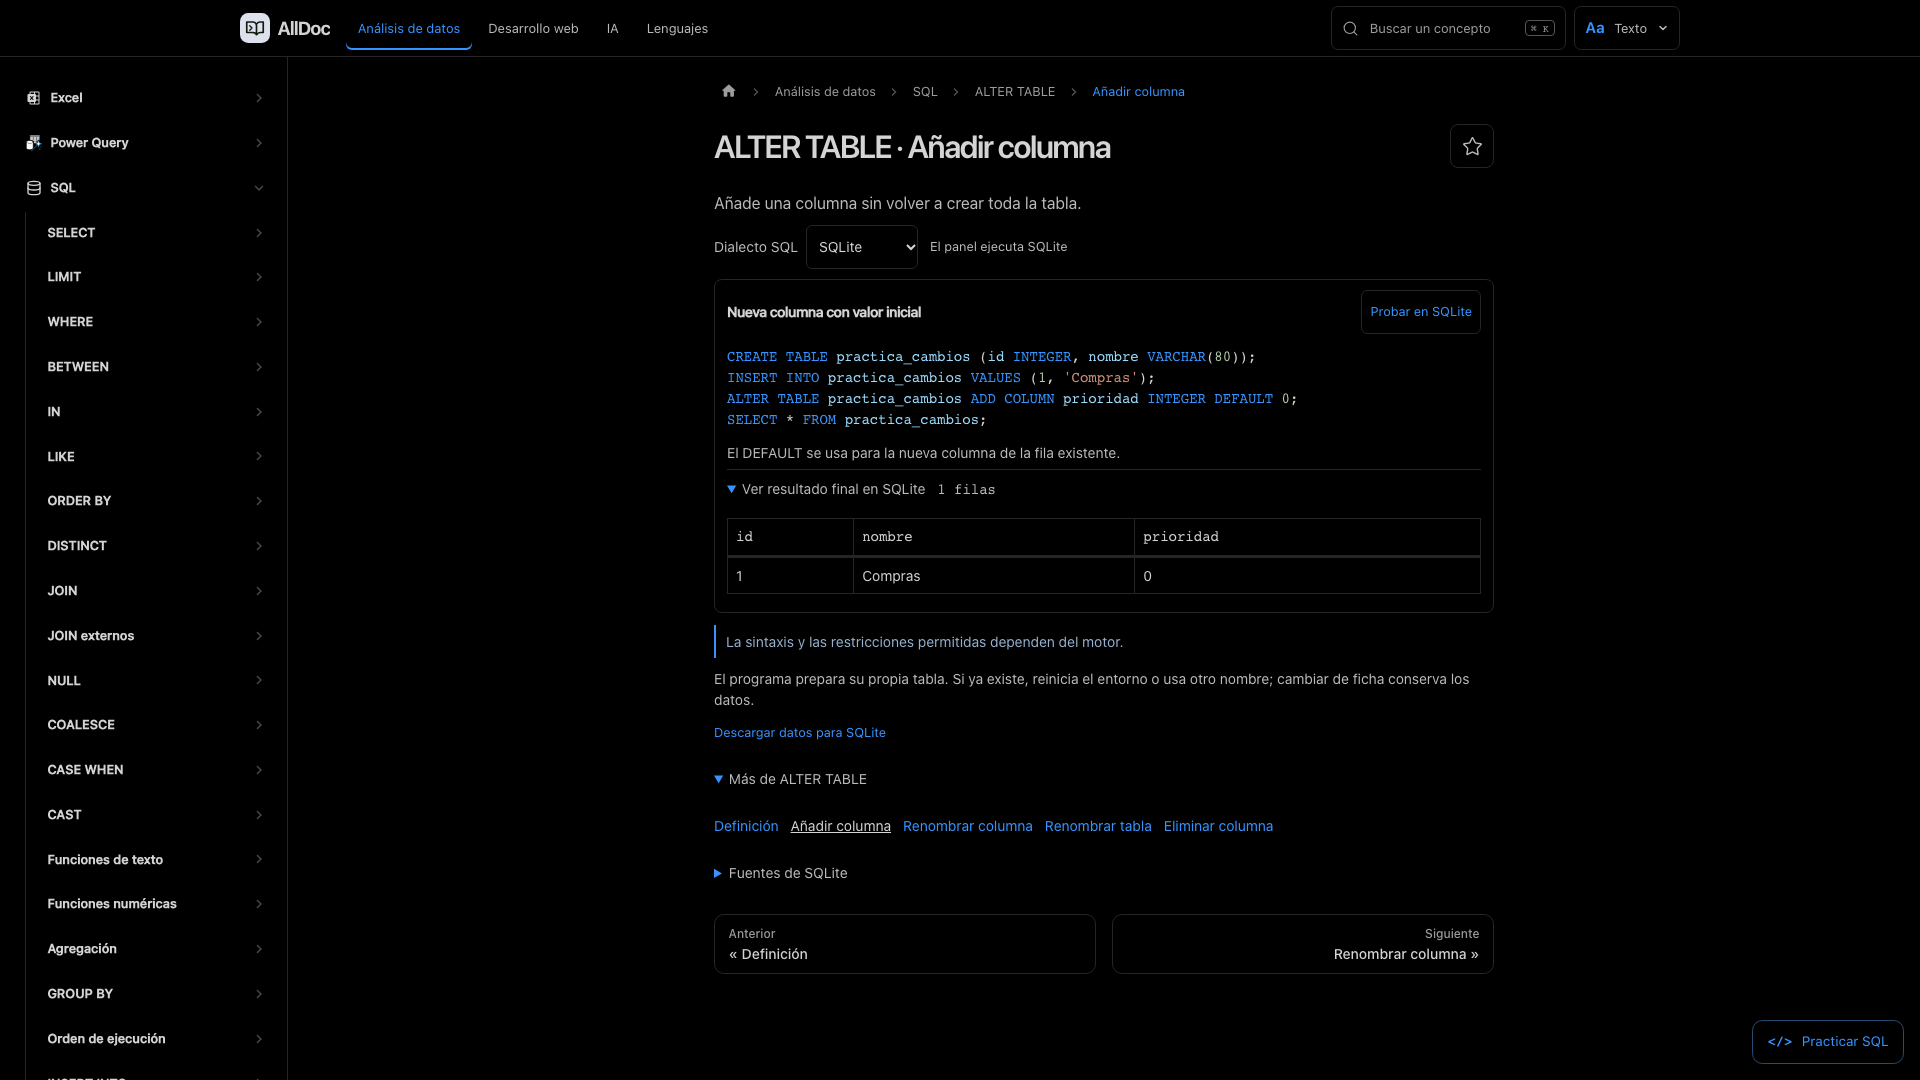 AllDoc
Análisis de datos
Desarrollo web
IA
Lenguajes
Buscar un concepto
⌘ K
Aa Texto
Excel
Power Query
SQL
SELECT
LIMIT
WHERE
BETWEEN
IN
LIKE
ORDER BY
DISTINCT
JOIN
JOIN externos
NULL
COALESCE
CASE WHEN
CAST
Funciones de texto
Funciones numéricas
Agregación
GROUP BY
Orden de ejecución
Análisis de datos
SQL
ALTER TABLE
Añadir columna
ALTER TABLE · Añadir columna
Añade una columna sin volver a crear toda la tabla.
Dialecto SQL
SQLite
El panel ejecuta SQLite
Nueva columna con valor inicial
Probar en SQLite
CREATE TABLE practica_cambios (id INTEGER, nombre VARCHAR(80));
INSERT INTO practica_cambios VALUES (1, 'Compras');
ALTER TABLE practica_cambios ADD COLUMN prioridad INTEGER DEFAULT 0;
SELECT * FROM practica_cambios;
El DEFAULT se usa para la nueva columna de la fila existente.
Ver resultado final en SQLite 1 filas
id nombre prioridad
1 Compras 0
La sintaxis y las restricciones permitidas dependen del motor.
El programa prepara su propia tabla. Si ya existe, reinicia el entorno o usa otro nombre; cambiar de ficha conserva los
datos.
Descargar datos para SQLite
Más de ALTER TABLE
Definición Añadir columna Renombrar columna Renombrar tabla Eliminar columna
Fuentes de SQLite
Anterior
« Definición
Siguiente
Renombrar columna »
</> Practicar SQL